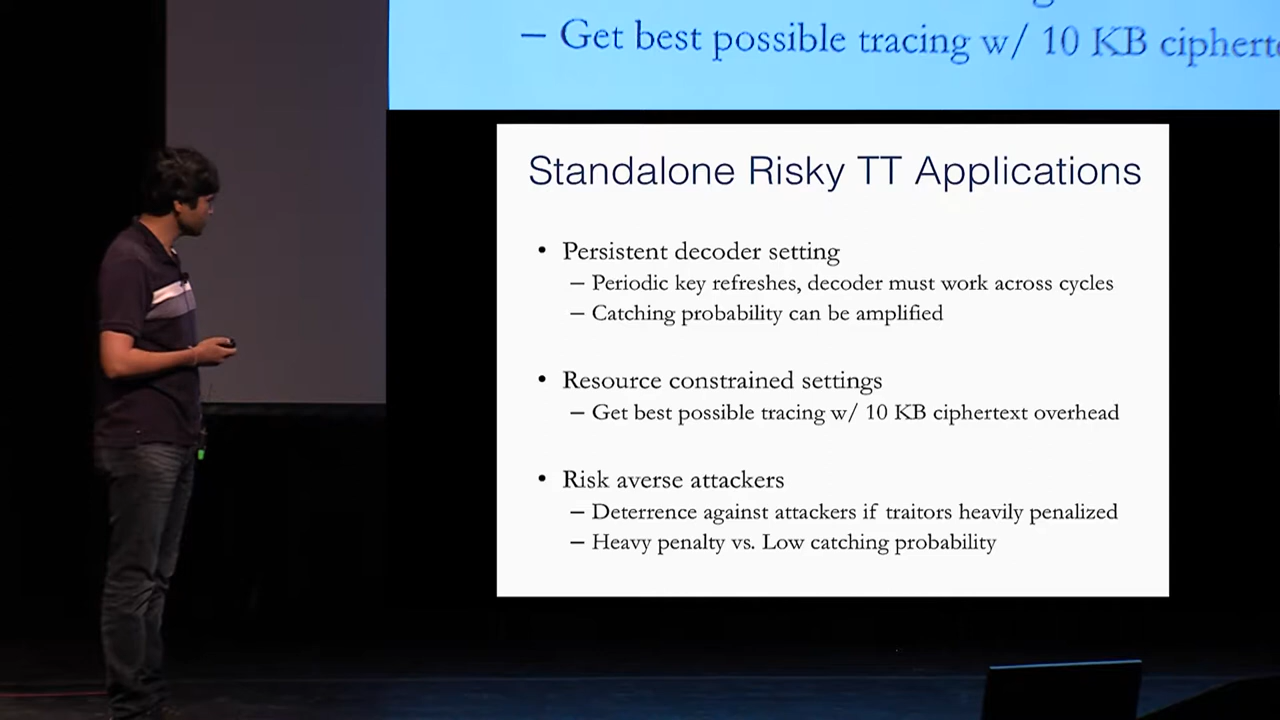 – Get best possible tracing w/ 10 KB
Standalone Risky TT Applications
• Persistent decoder setting
– Periodic key refreshes, decoder must work across cycles
– Catching probability can be amplified
• Resource constrained settings
– Get best possible tracing w/ 10 KB ciphertext overhead
• Risk averse attackers
– Deterrence against attackers if traitors heavily penalized
– Heavy penalty vs. Low catching probability